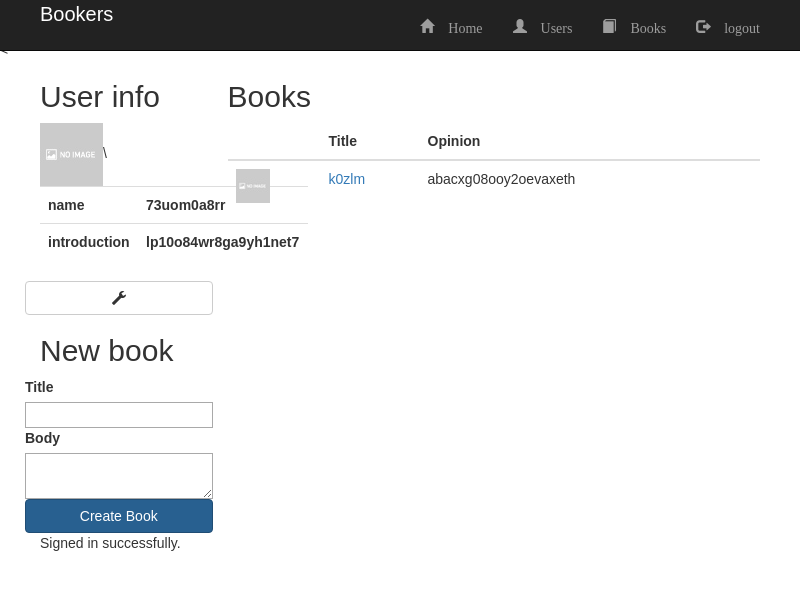 Bookers
Home Users Books logout
<
User info
NO IMAGE \
name 73uom0a8rr
introduction lp10o84wr8ga9yh1net7
New book
Title
Body
Create Book
Signed in successfully.
Books
Title Opinion
NO IMAGE k0zlm abacxg08ooy2oevaxeth